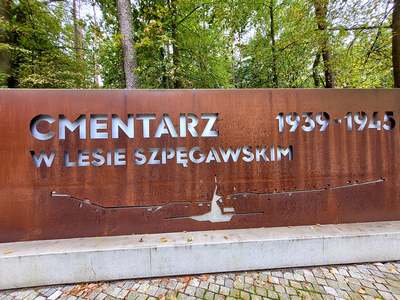 CMENTARZ 1939-1945
W LESIE SZPĘGAWSKIM